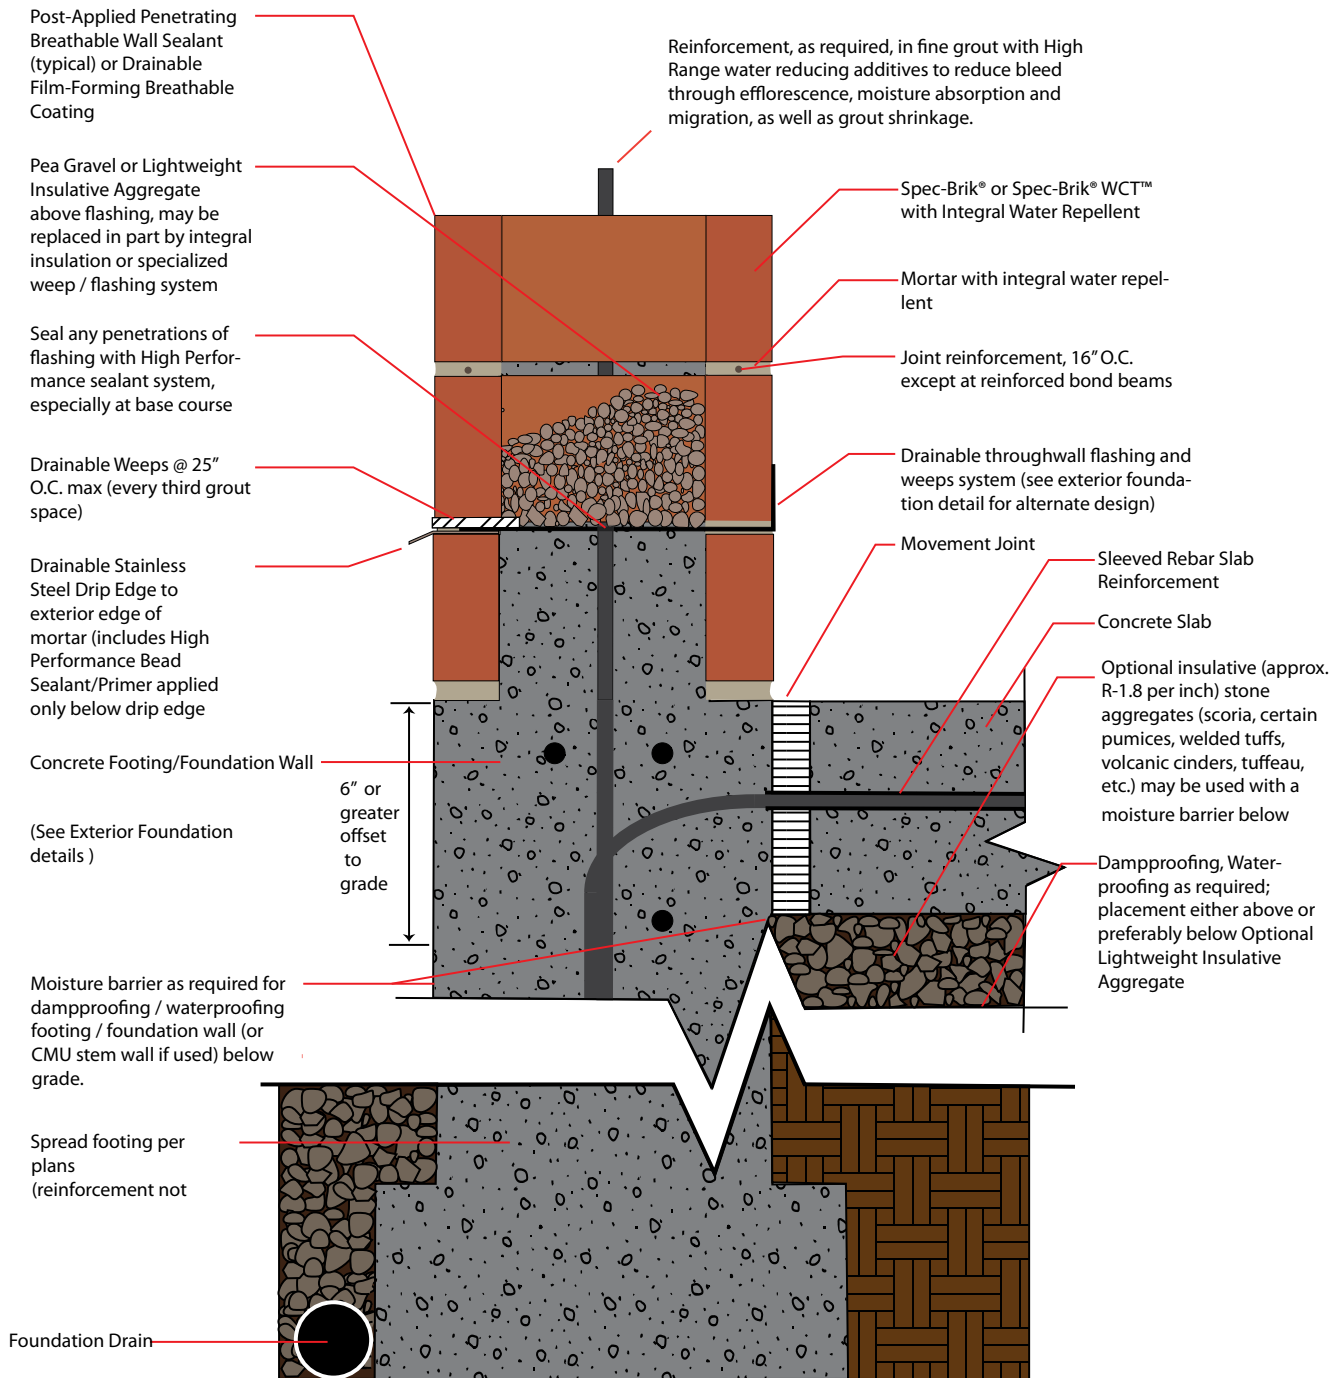 Post-Applied Penetrating
Breathable Wall Sealant
(typical) or Drainable
Film-Forming Breathable
Coating
Reinforcement, as required, in fine grout with High
Range water reducing additives to reduce bleed
through efflorescence, moisture absorption and
migration, as well as grout shrinkage.
Pea Gravel or Lightweight
Insulative Aggregate
above flashing, may be
replaced in part by integral
insulation or specialized
weep / flashing system
Spec-Brik® or Spec-Brik® WCT™
with Integral Water Repellent
Mortar with integral water repel-
lent
Seal any penetrations of
flashing with High Perfor-
mance sealant system,
especially at base course
Joint reinforcement, 16” O.C.
except at reinforced bond beams
Drainable Weeps @ 25”
O.C. max (every third grout
space)
Drainable throughwall flashing and
weeps system (see exterior founda-
tion detail for alternate design)
Movement Joint
Drainable Stainless
Steel Drip Edge to
exterior edge of
mortar (includes High
Performance Bead
Sealant/Primer applied
only below drip edge
Sleeved Rebar Slab
Reinforcement
Concrete Slab
Optional insulative (approx.
R-1.8 per inch) stone
aggregates (scoria, certain
pumices, welded tuffs,
volcanic cinders, tuffeau,
etc.) may be used with a
moisture barrier below
Concrete Footing/Foundation Wall
(See Exterior Foundation
details )
6” or
greater
offset
to
grade
Dampproofing, Water-
proofing as required;
placement either above or
preferably below Optional
Lightweight Insulative
Aggregate
Moisture barrier as required for
dampproofing / waterproofing
footing / foundation wall (or
CMU stem wall if used) below
grade.
Spread footing per
plans
(reinforcement not
Foundation Drain